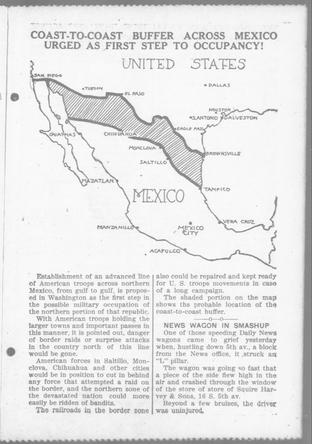 COAST-TO-COAST BUFFER ACROSS MEXICO
URGED AS FIRST STEP TO OCCUPANCY!
UNITED STATES
SAN DIEGO
TUCSON
EL PASO
DALLAS
HOUSTON
SANTONIO
GALVESTON
EAGLE PASS
GUAYMAS
CHIHUAHUA
MONCLOVA
BROWNSVILLE
SALTILLO
MAZATLAN
MEXICO
TAMPICO
VERA CRUZ
MANZANILLO
MEXICO
CITY
ACAPULCO
Establishment of an advanced line
of American troops across northern
Mexico, from gulf to gulf, is propos-
ed in Washington as the first step in
the possible military occupation of
the northern portion of that republic.
With American troops holding the
larger towns and important passes in
this manner, it is pointed out, danger
of border raids or surprise attacks
in the country north of this line
would be gone.
American forces in Saltillo, Mon-
clova, Chihuahua and other cities
would be in position to cut in behind
any force that attempted a raid on
the border, and the northern zone of
the devastated nation could more
easily be ridden of bandits.
The railroads in the border zone
also could be repaired and kept ready
for U. S. troops movements in case
of a long campaign.
The shaded portion on the map
shows the probable location of the
coast-to-coast buffer.
—o—o—
NEWS WAGON IN SMASHUP
One of those speeding Daily News
wagons came to grief yesterday
when, hustling down 5th av., a block
from the News office, it struck an
"L" pillar.
The wagon was going so fast that
a piece of the side flew high in the
air and crashed through the window
of the store of Squire Har-
vey & Sons, 16 S. 5th av.
Beyond a few bruises, the driver
was uninjured.